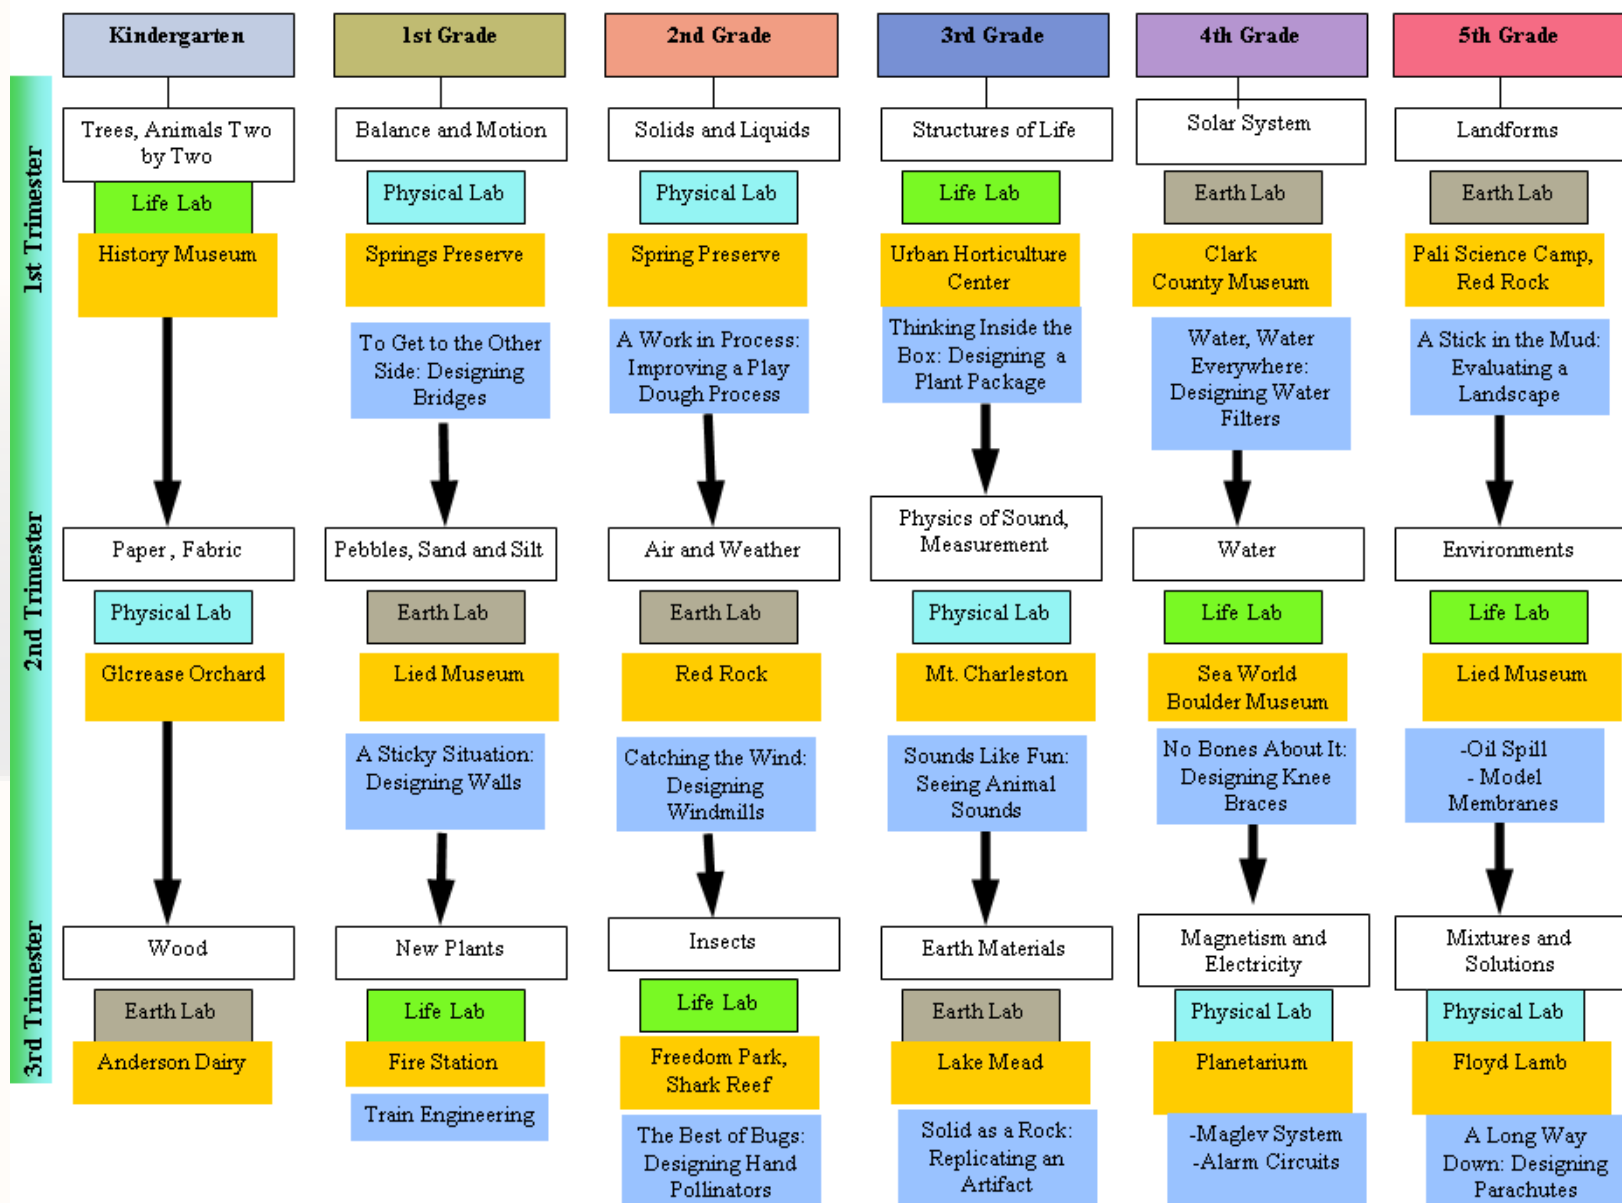 Kindergarten
1st Grade
2nd Grade
3rd Grade
4th Grade
5th Grade
1st Trimester
Trees, Animals Two
by Two
Life Lab
History Museum
Balance and Motion
Physical Lab
Springs Preserve
To Get to the Other
Side: Designing
Bridges
Solids and Liquids
Physical Lab
Spring Preserve
A Work in Process:
Improving a Play
Dough Process
Structures of Life
Life Lab
Urban Horticulture
Center
Thinking Inside the
Box: Designing a
Plant Package
Solar System
Earth Lab
Clark
County Museum
Water, Water
Everywhere:
Designing Water
Filters
Landforms
Earth Lab
Pali Science Camp,
Red Rock
A Stick in the Mud:
Evaluating a
Landscape
2nd Trimester
Paper , Fabric
Physical Lab
Glcrease Orchard
Pebbles, Sand and Silt
Earth Lab
Lied Museum
A Sticky Situation:
Designing Walls
Air and Weather
Earth Lab
Red Rock
Catching the Wind:
Designing
Windmills
Physics of Sound,
Measurement
Physical Lab
Mt. Charleston
Sounds Like Fun:
Seeing Animal
Sounds
Water
Life Lab
Sea World
Boulder Museum
No Bones About It:
Designing Knee
Braces
Environments
Life Lab
Lied Museum
-Oil Spill
- Model
Membranes
3rd Trimester
Wood
Earth Lab
Anderson Dairy
New Plants
Life Lab
Fire Station
Train Engineering
Insects
Life Lab
Freedom Park,
Shark Reef
The Best of Bugs:
Designing Hand
Pollinators
Earth Materials
Earth Lab
Lake Mead
Solid as a Rock:
Replicating an
Artifact
Magnetism and
Electricity
Physical Lab
Planetarium
-Maglev System
-Alarm Circuits
Mixtures and
Solutions
Physical Lab
Floyd Lamb
A Long Way
Down: Designing
Parachutes